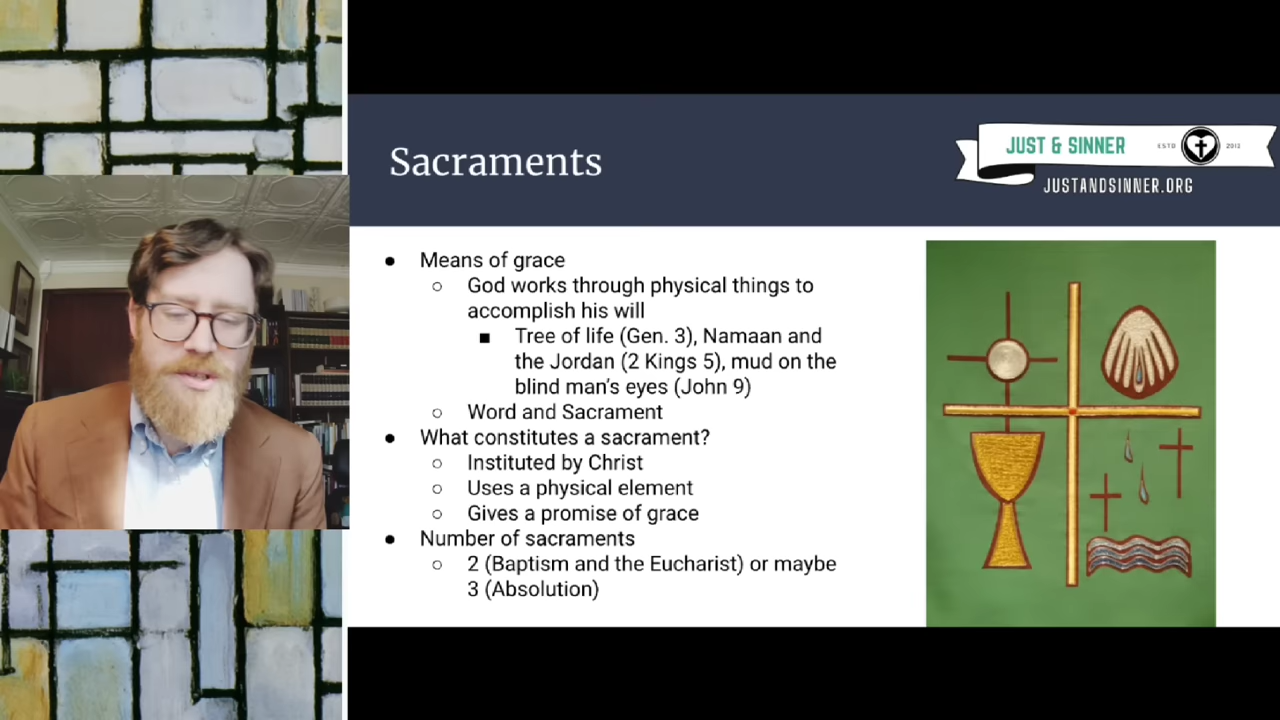 Sacraments
JUST & SINNER
ESTD
2012
JUSTANDSINNER.ORG
● Means of grace
○ God works through physical things to
accomplish his will
■ Tree of life (Gen. 3), Namaan and
the Jordan (2 Kings 5), mud on the
blind man's eyes (John 9)
○ Word and Sacrament
● What constitutes a sacrament?
○ Instituted by Christ
○ Uses a physical element
○ Gives a promise of grace
● Number of sacraments
○ 2 (Baptism and the Eucharist) or maybe
3 (Absolution)